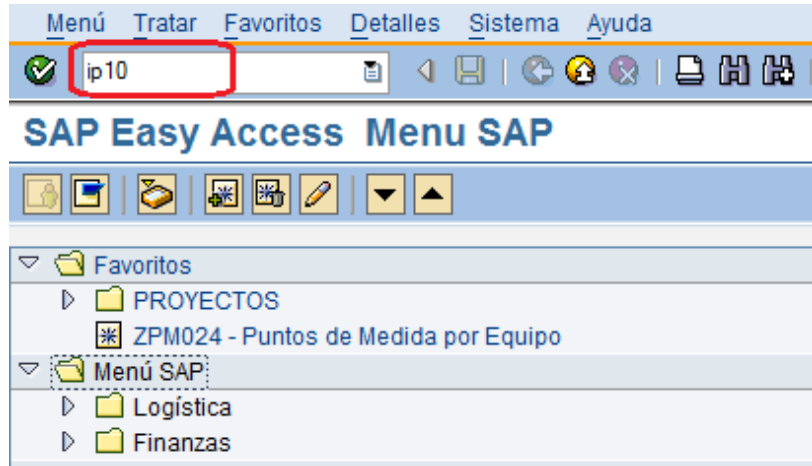 Menú Tratar Favoritos Detalles Sistema Ayuda
ip10
SAP Easy Access Menu SAP
Favoritos
PROYECTOS
ZPM024 - Puntos de Medida por Equipo
Menú SAP
Logística
Finanzas